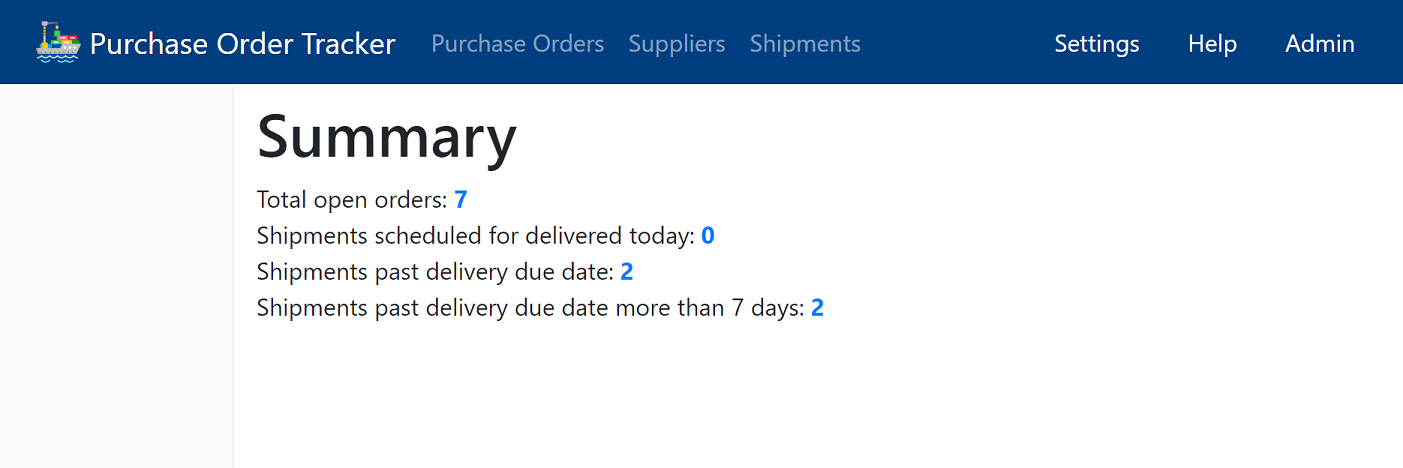 Purchase Order Tracker Purchase Orders Suppliers Shipments Settings Help Admin
Summary
Total open orders: 7
Shipments scheduled for delivered today: 0
Shipments past delivery due date: 2
Shipments past delivery due date more than 7 days: 2